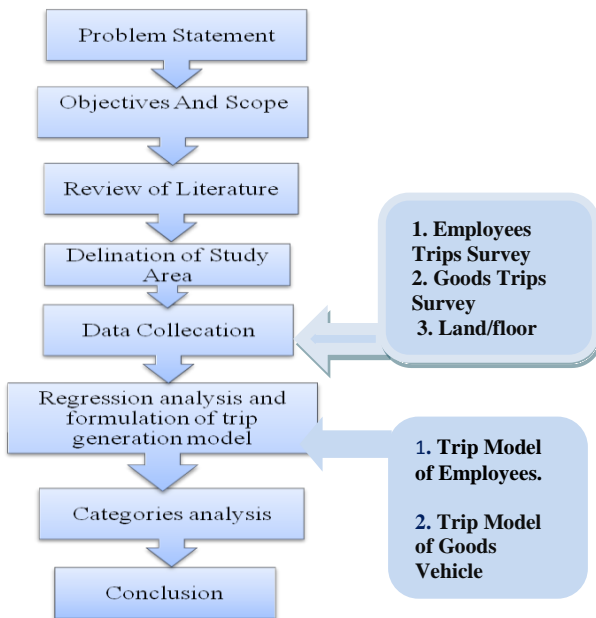 Problem Statement
Objectives And Scope
Review of Literature
Delination of Study
Area
Data Collecation
Regression analysis and
formulation of trip
generation model
Categories analysis
Conclusion
1. Employees
Trips Survey
2. Goods Trips
Survey
3. Land/floor
1. Trip Model
of Employees.
2. Trip Model
of Goods
Vehicle